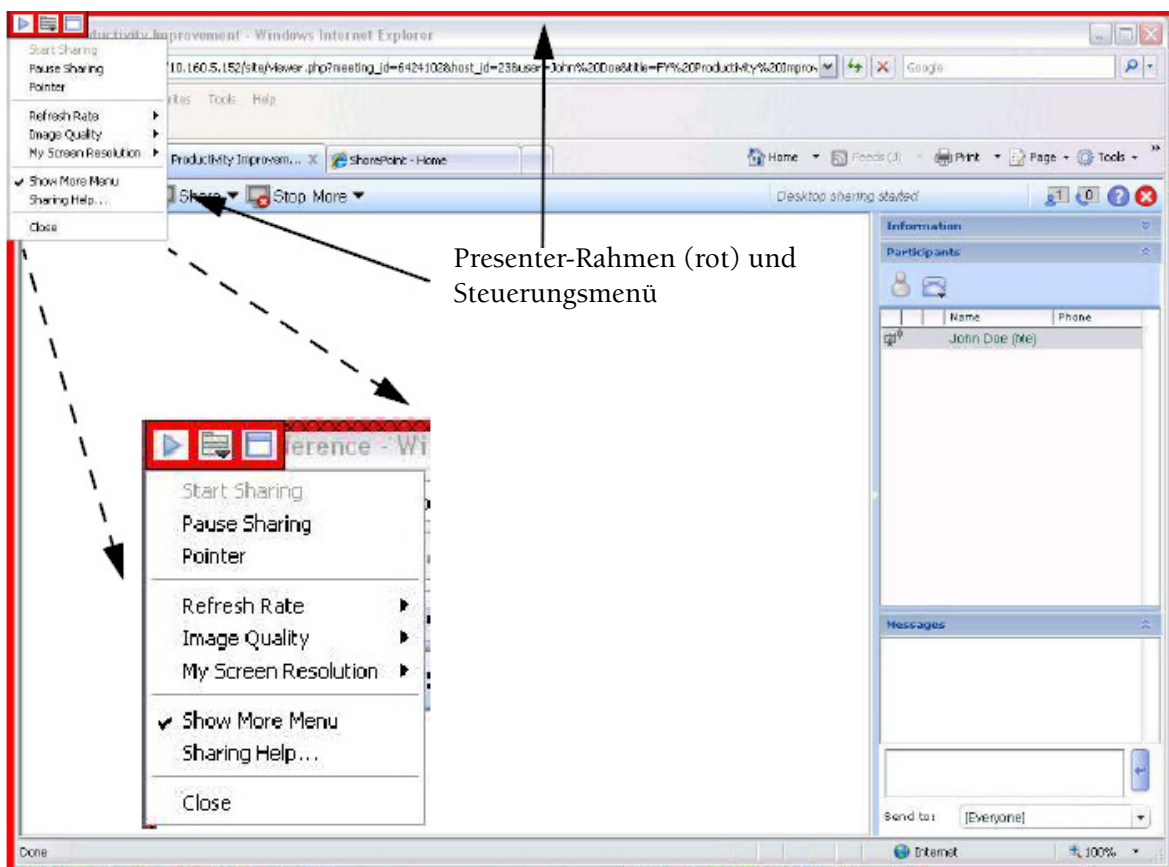 Productivity Improvement - Windows Internet Explorer
Start Sharing
Pause Sharing
Pointer
Refresh Rate
Image Quality
My Screen Resolution
Show More Menu
Sharing Help...
Close
Google
Tools Help
Productivity Improvem...
SharePoint - Home
Home
Print
Page
Tools
Share
Stop
More
Desktop sharing started
Presenter-Rahmen (rot) und
Steuerungsmenü
Information
Participants
Name Phone
John Doe (Me)
ference - Wi
Start Sharing
Pause Sharing
Pointer
Refresh Rate
Image Quality
My Screen Resolution
Show More Menu
Sharing Help...
Close
Messages
Send to: [Everyone]
Done
Internet
100%